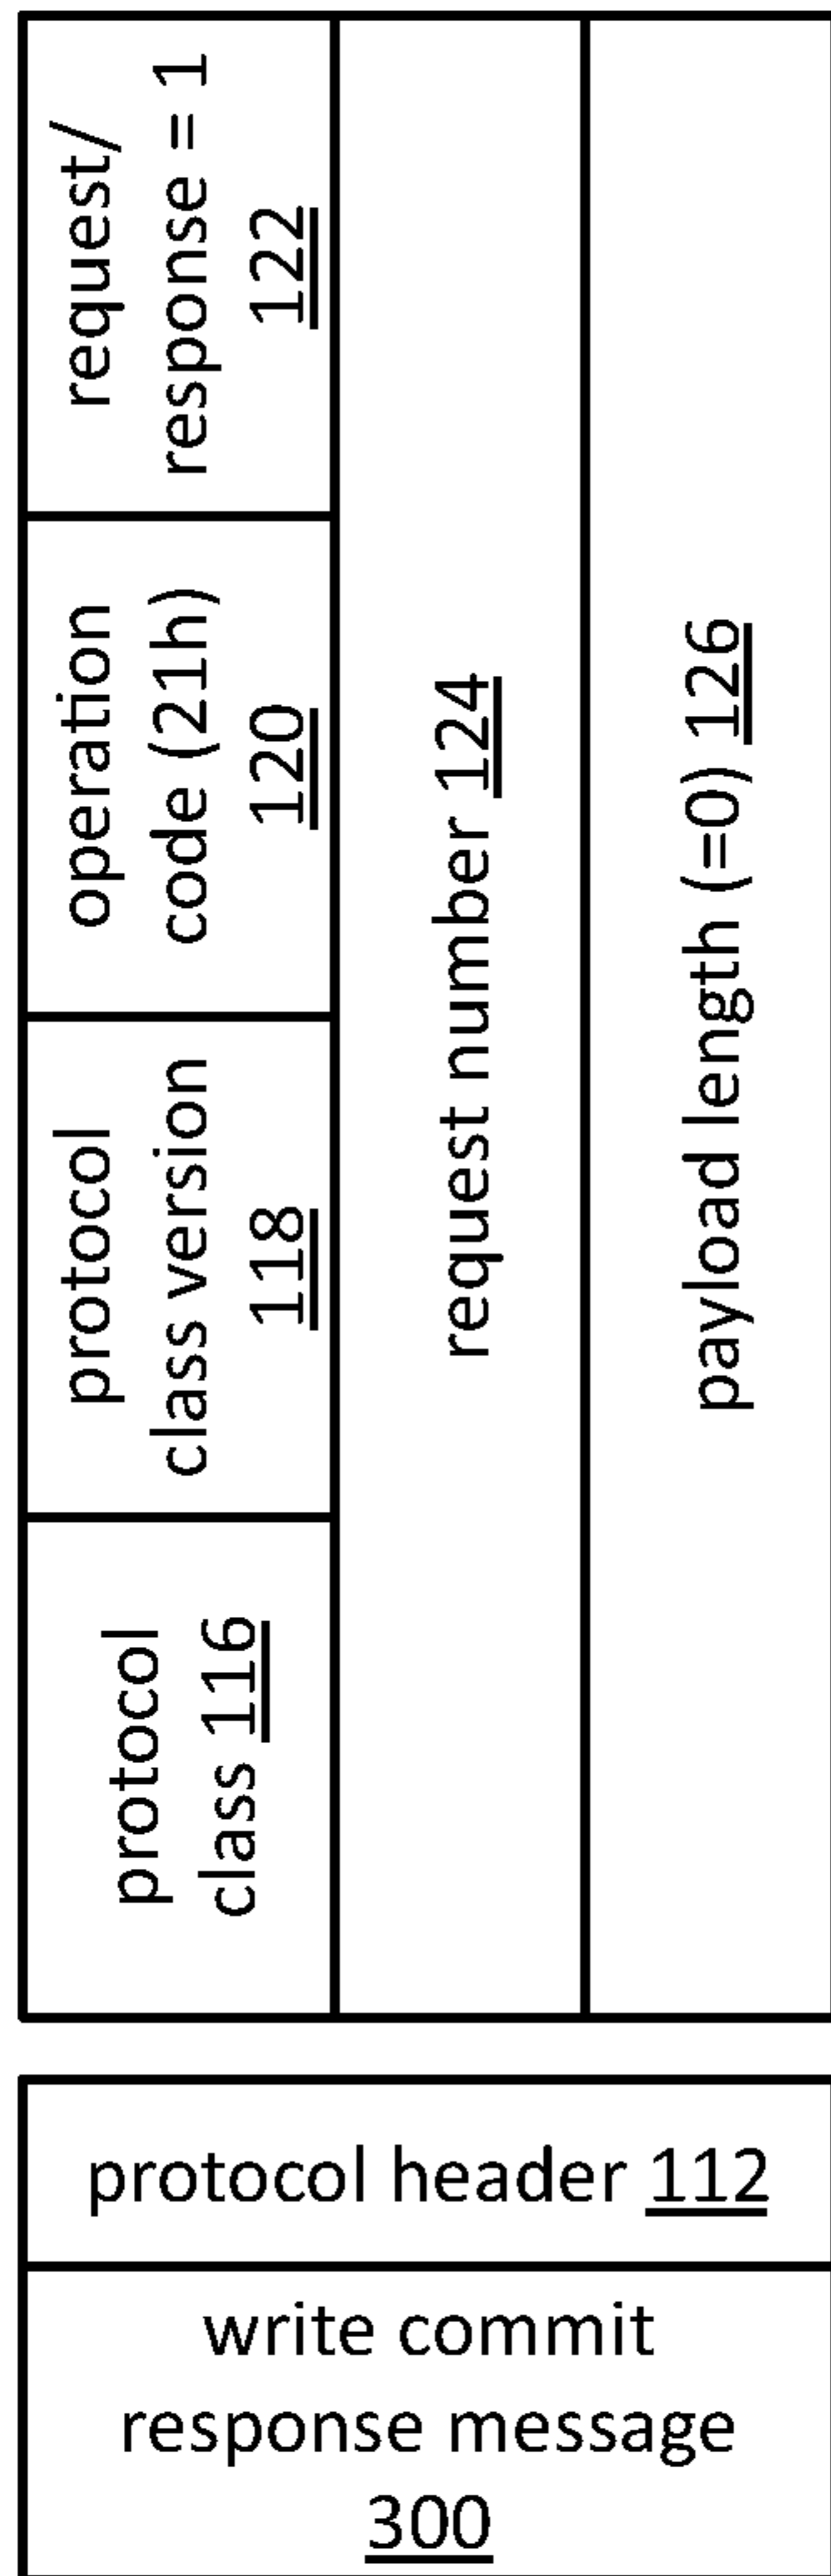 protocol
class 116
protocol
class version
118
operation
code (21h)
120
request/
response = 1
122
request number 124
payload length (=0) 126
protocol header 112
write commit
response message
300